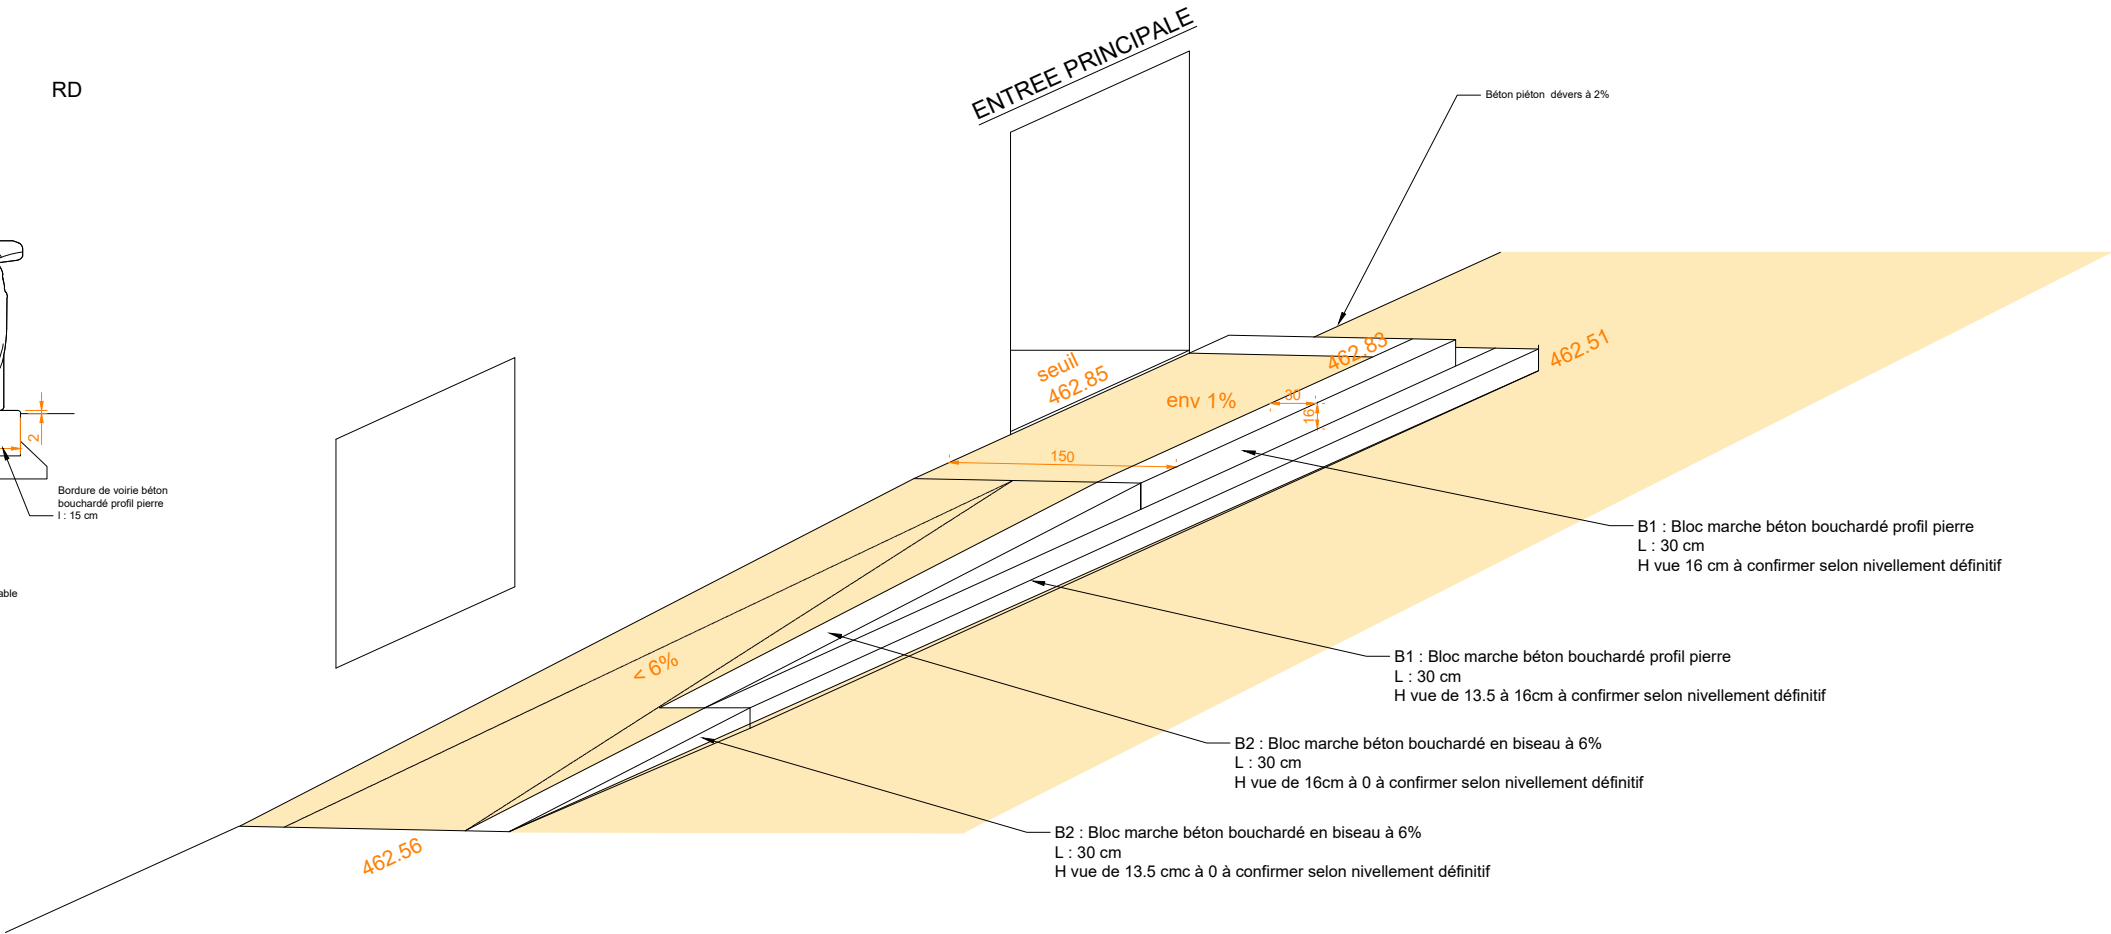 RD
ENTREE PRINCIPALE
Béton piéton dévers à 2%
seuil
462.85
462.83
462.51
env 1%
30
16
150
2
Bordure de voirie béton
bouchardé profil pierre
l : 15 cm
able
< 6%
462.56
B1 : Bloc marche béton bouchardé profil pierre
L : 30 cm
H vue 16 cm à confirmer selon nivellement définitif
B1 : Bloc marche béton bouchardé profil pierre
L : 30 cm
H vue de 13.5 à 16cm à confirmer selon nivellement définitif
B2 : Bloc marche béton bouchardé en biseau à 6%
L : 30 cm
H vue de 16cm à 0 à confirmer selon nivellement définitif
B2 : Bloc marche béton bouchardé en biseau à 6%
L : 30 cm
H vue de 13.5 cmc à 0 à confirmer selon nivellement définitif